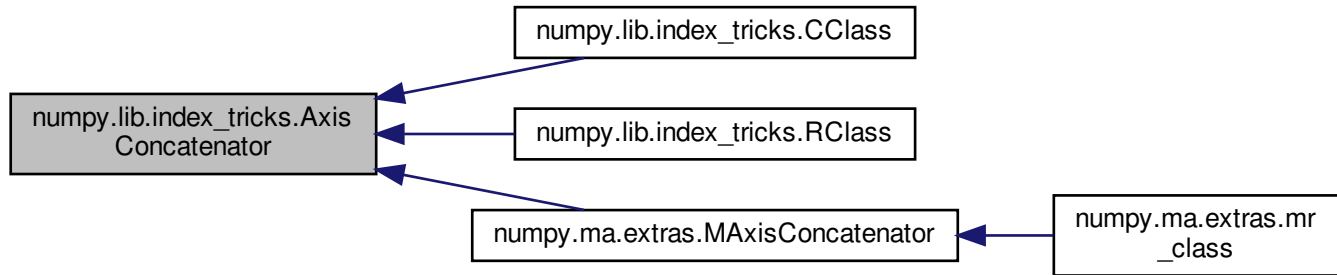 numpy.lib.index_tricks.CClass
numpy.lib.index_tricks.Axis
Concatenator
numpy.lib.index_tricks.RClass
numpy.ma.extras.MAxisConcatenator
numpy.ma.extras.mr
_class